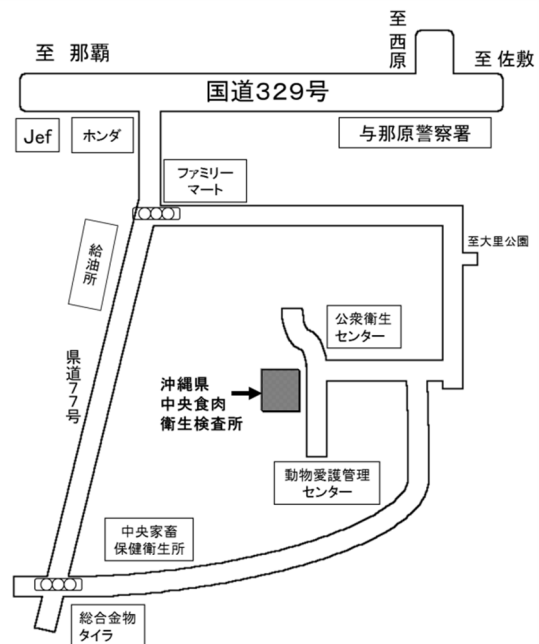 至 那覇
至西原
至 佐敷
国道329号
Jef
ホンダ
与那原警察署
ファミリー
マート
給油所
至大里公園
公衆衛生
センター
県道77号
沖縄県
中央食肉
衛生検査所
動物愛護管理
センター
中央家畜
保健衛生所
総合金物
タイラ